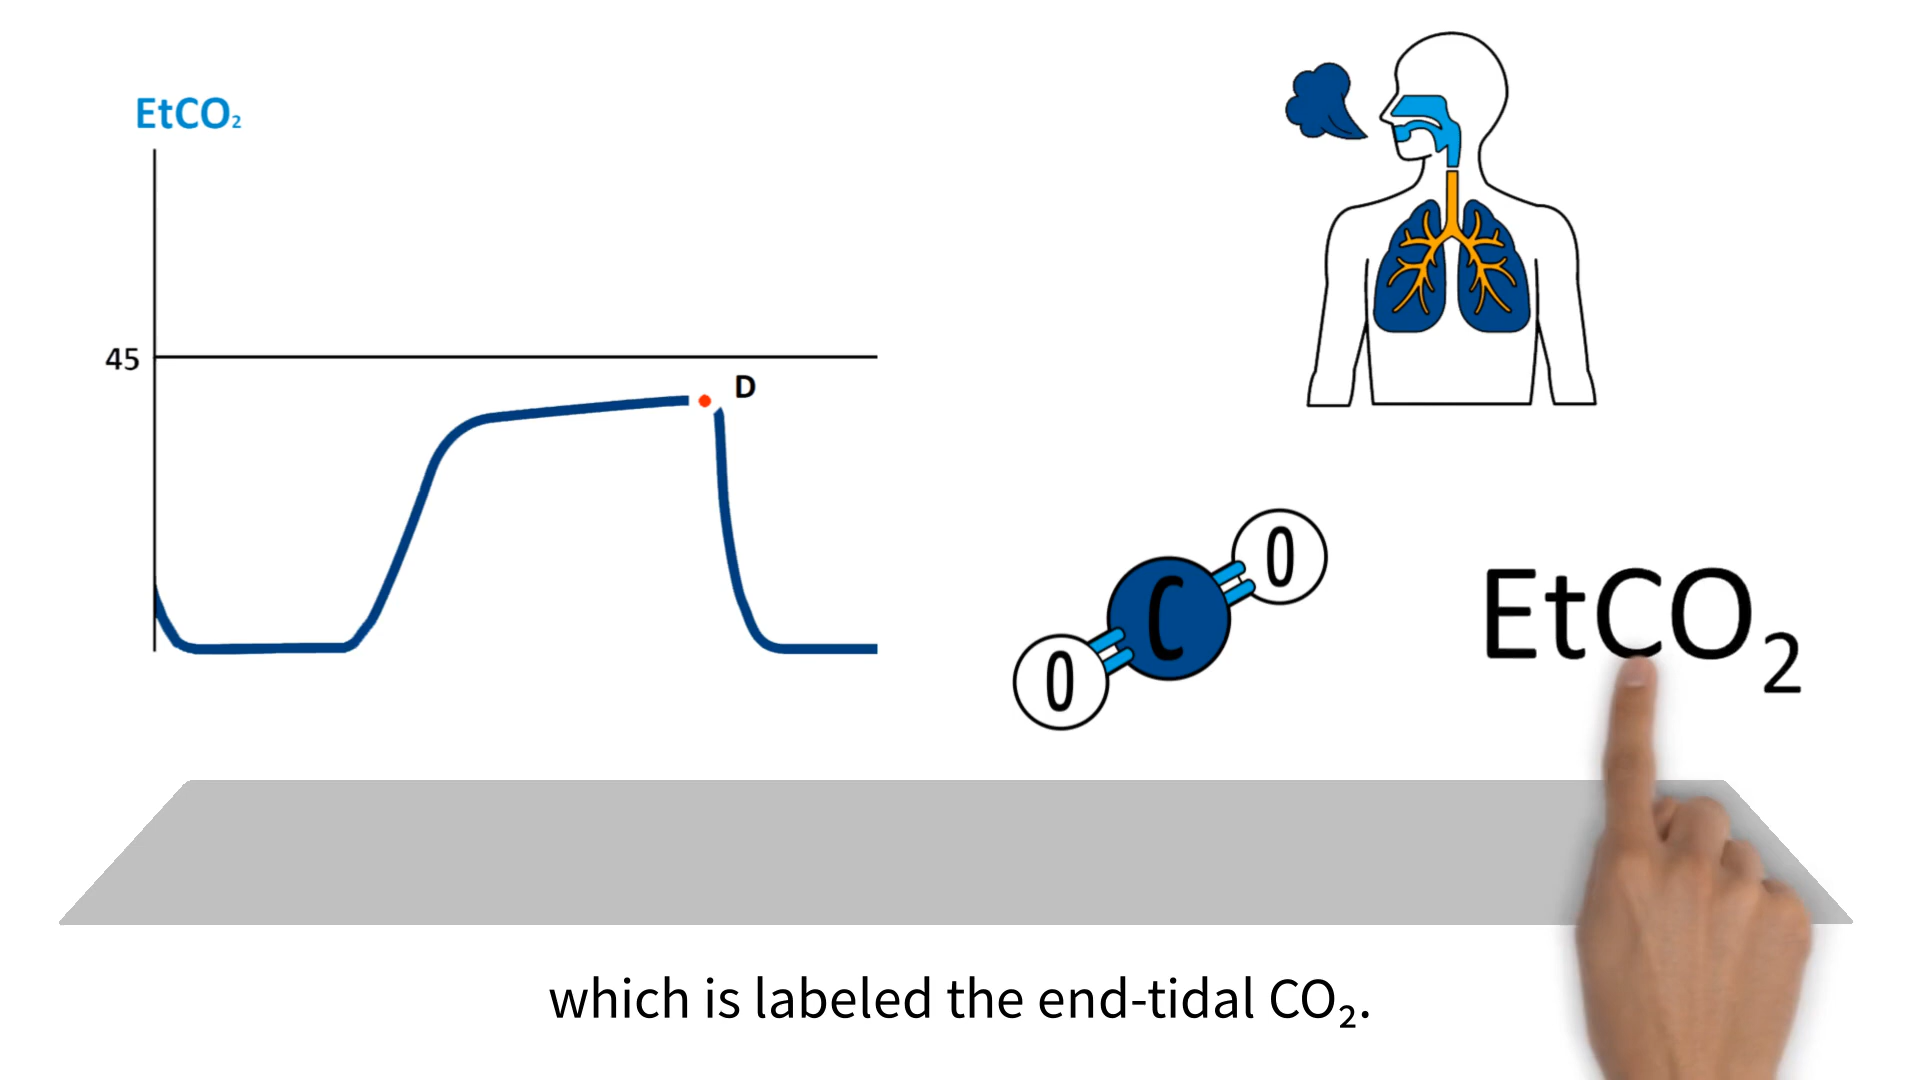 EtCO₂
45
D
O
C
O
EtCO₂
which is labeled the end-tidal CO₂.